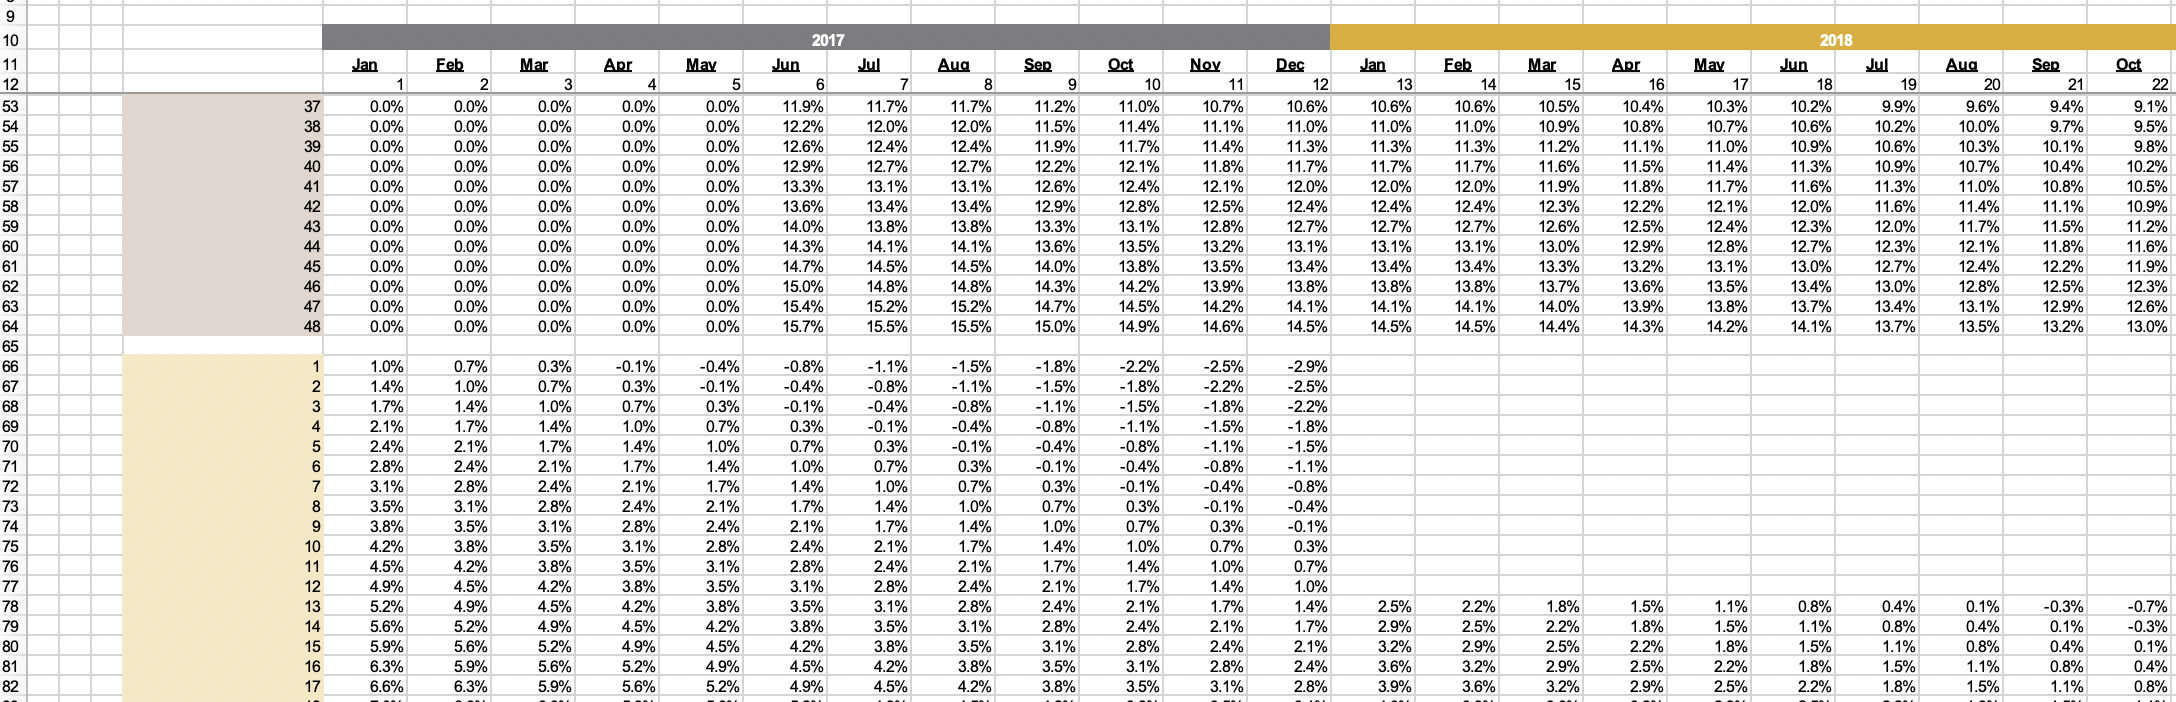 9
10 2017 2018
11 Jan Feb Mar Apr May Jun Jul Aug Sep Oct Nov Dec Jan Feb Mar Apr May Jun Jul Aug Sep Oct
12 1 2 3 4 5 6 7 8 9 10 11 12 13 14 15 16 17 18 19 20 21 22
53 37 0.0% 0.0% 0.0% 0.0% 0.0% 11.9% 11.7% 11.7% 11.2% 11.0% 10.7% 10.6% 10.6% 10.6% 10.5% 10.4% 10.3% 10.2% 9.9% 9.6% 9.4% 9.1%
54 38 0.0% 0.0% 0.0% 0.0% 0.0% 12.2% 12.0% 12.0% 11.5% 11.4% 11.1% 11.0% 11.0% 11.0% 10.9% 10.8% 10.7% 10.6% 10.2% 10.0% 9.7% 9.5%
55 39 0.0% 0.0% 0.0% 0.0% 0.0% 12.6% 12.4% 12.4% 11.9% 11.7% 11.4% 11.3% 11.3% 11.3% 11.2% 11.1% 11.0% 10.9% 10.6% 10.3% 10.1% 9.8%
56 40 0.0% 0.0% 0.0% 0.0% 0.0% 12.9% 12.7% 12.7% 12.2% 12.1% 11.8% 11.7% 11.7% 11.7% 11.6% 11.5% 11.4% 11.3% 10.9% 10.7% 10.4% 10.2%
57 41 0.0% 0.0% 0.0% 0.0% 0.0% 13.3% 13.1% 13.1% 12.6% 12.4% 12.1% 12.0% 12.0% 12.0% 11.9% 11.8% 11.7% 11.6% 11.3% 11.0% 10.8% 10.5%
58 42 0.0% 0.0% 0.0% 0.0% 0.0% 13.6% 13.4% 13.4% 12.9% 12.8% 12.5% 12.4% 12.4% 12.4% 12.3% 12.2% 12.1% 12.0% 11.6% 11.4% 11.1% 10.9%
59 43 0.0% 0.0% 0.0% 0.0% 0.0% 14.0% 13.8% 13.8% 13.3% 13.1% 12.8% 12.7% 12.7% 12.7% 12.6% 12.5% 12.4% 12.3% 12.0% 11.7% 11.5% 11.2%
60 44 0.0% 0.0% 0.0% 0.0% 0.0% 14.3% 14.1% 14.1% 13.6% 13.5% 13.2% 13.1% 13.1% 13.1% 13.0% 12.9% 12.8% 12.7% 12.3% 12.1% 11.8% 11.6%
61 45 0.0% 0.0% 0.0% 0.0% 0.0% 14.7% 14.5% 14.5% 14.0% 13.8% 13.5% 13.4% 13.4% 13.4% 13.3% 13.2% 13.1% 13.0% 12.7% 12.4% 12.2% 11.9%
62 46 0.0% 0.0% 0.0% 0.0% 0.0% 15.0% 14.8% 14.8% 14.3% 14.2% 13.9% 13.8% 13.8% 13.8% 13.7% 13.6% 13.5% 13.4% 13.0% 12.8% 12.5% 12.3%
63 47 0.0% 0.0% 0.0% 0.0% 0.0% 15.4% 15.2% 15.2% 14.7% 14.5% 14.2% 14.1% 14.1% 14.1% 14.0% 13.9% 13.8% 13.7% 13.4% 13.1% 12.9% 12.6%
64 48 0.0% 0.0% 0.0% 0.0% 0.0% 15.7% 15.5% 15.5% 15.0% 14.9% 14.6% 14.5% 14.5% 14.5% 14.4% 14.3% 14.2% 14.1% 13.7% 13.5% 13.2% 13.0%
65
66 1 1.0% 0.7% 0.3% -0.1% -0.4% -0.8% -1.1% -1.5% -1.8% -2.2% -2.5% -2.9%
67 2 1.4% 1.0% 0.7% 0.3% -0.1% -0.4% -0.8% -1.1% -1.5% -1.8% -2.2% -2.5%
68 3 1.7% 1.4% 1.0% 0.7% 0.3% -0.1% -0.4% -0.8% -1.1% -1.5% -1.8% -2.2%
69 4 2.1% 1.7% 1.4% 1.0% 0.7% 0.3% -0.1% -0.4% -0.8% -1.1% -1.5% -1.8%
70 5 2.4% 2.1% 1.7% 1.4% 1.0% 0.7% 0.3% -0.1% -0.4% -0.8% -1.1% -1.5%
71 6 2.8% 2.4% 2.1% 1.7% 1.4% 1.0% 0.7% 0.3% -0.1% -0.4% -0.8% -1.1%
72 7 3.1% 2.8% 2.4% 2.1% 1.7% 1.4% 1.0% 0.7% 0.3% -0.1% -0.4% -0.8%
73 8 3.5% 3.1% 2.8% 2.4% 2.1% 1.7% 1.4% 1.0% 0.7% 0.3% -0.1% -0.4%
74 9 3.8% 3.5% 3.1% 2.8% 2.4% 2.1% 1.7% 1.4% 1.0% 0.7% 0.3% -0.1%
75 10 4.2% 3.8% 3.5% 3.1% 2.8% 2.4% 2.1% 1.7% 1.4% 1.0% 0.7% 0.3%
76 11 4.5% 4.2% 3.8% 3.5% 3.1% 2.8% 2.4% 2.1% 1.7% 1.4% 1.0% 0.7%
77 12 4.9% 4.5% 4.2% 3.8% 3.5% 3.1% 2.8% 2.4% 2.1% 1.7% 1.4% 1.0%
78 13 5.2% 4.9% 4.5% 4.2% 3.8% 3.5% 3.1% 2.8% 2.4% 2.1% 1.7% 1.4% 2.5% 2.2% 1.8% 1.5% 1.1% 0.8% 0.4% 0.1% -0.3% -0.7%
79 14 5.6% 5.2% 4.9% 4.5% 4.2% 3.8% 3.5% 3.1% 2.8% 2.4% 2.1% 1.7% 2.9% 2.5% 2.2% 1.8% 1.5% 1.1% 0.8% 0.4% 0.1% -0.3%
80 15 5.9% 5.6% 5.2% 4.9% 4.5% 4.2% 3.8% 3.5% 3.1% 2.8% 2.4% 2.1% 3.2% 2.9% 2.5% 2.2% 1.8% 1.5% 1.1% 0.8% 0.4% 0.1%
81 16 6.3% 5.9% 5.6% 5.2% 4.9% 4.5% 4.2% 3.8% 3.5% 3.1% 2.8% 2.4% 3.6% 3.2% 2.9% 2.5% 2.2% 1.8% 1.5% 1.1% 0.8% 0.4%
82 17 6.6% 6.3% 5.9% 5.6% 5.2% 4.9% 4.5% 4.2% 3.8% 3.5% 3.1% 2.8% 3.9% 3.6% 3.2% 2.9% 2.5% 2.2% 1.8% 1.5% 1.1% 0.8%